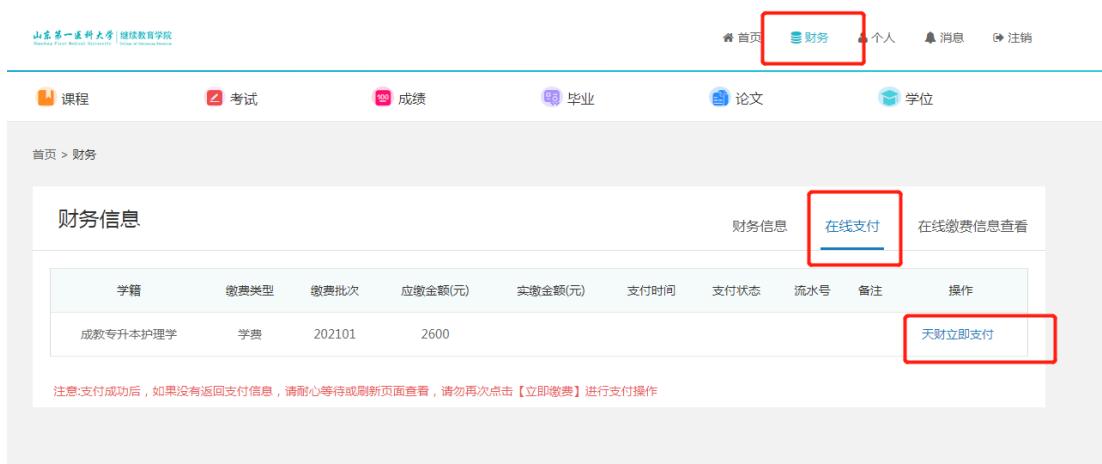 山东第一医科大学 继续教育学院
首页 财务 个人 消息 注销
课程 考试 成绩 毕业 论文 学位
首页 > 财务
财务信息
财务信息 在线支付 在线缴费信息查看
学籍 缴费类型 缴费批次 应缴金额(元) 实缴金额(元) 支付时间 支付状态 流水号 备注 操作
成教专升本护理学 学费 202101 2600 天财立即支付
注意:支付成功后，如果没有返回支付信息，请耐心等待或刷新页面查看，请勿再次点击【立即缴费】进行支付操作